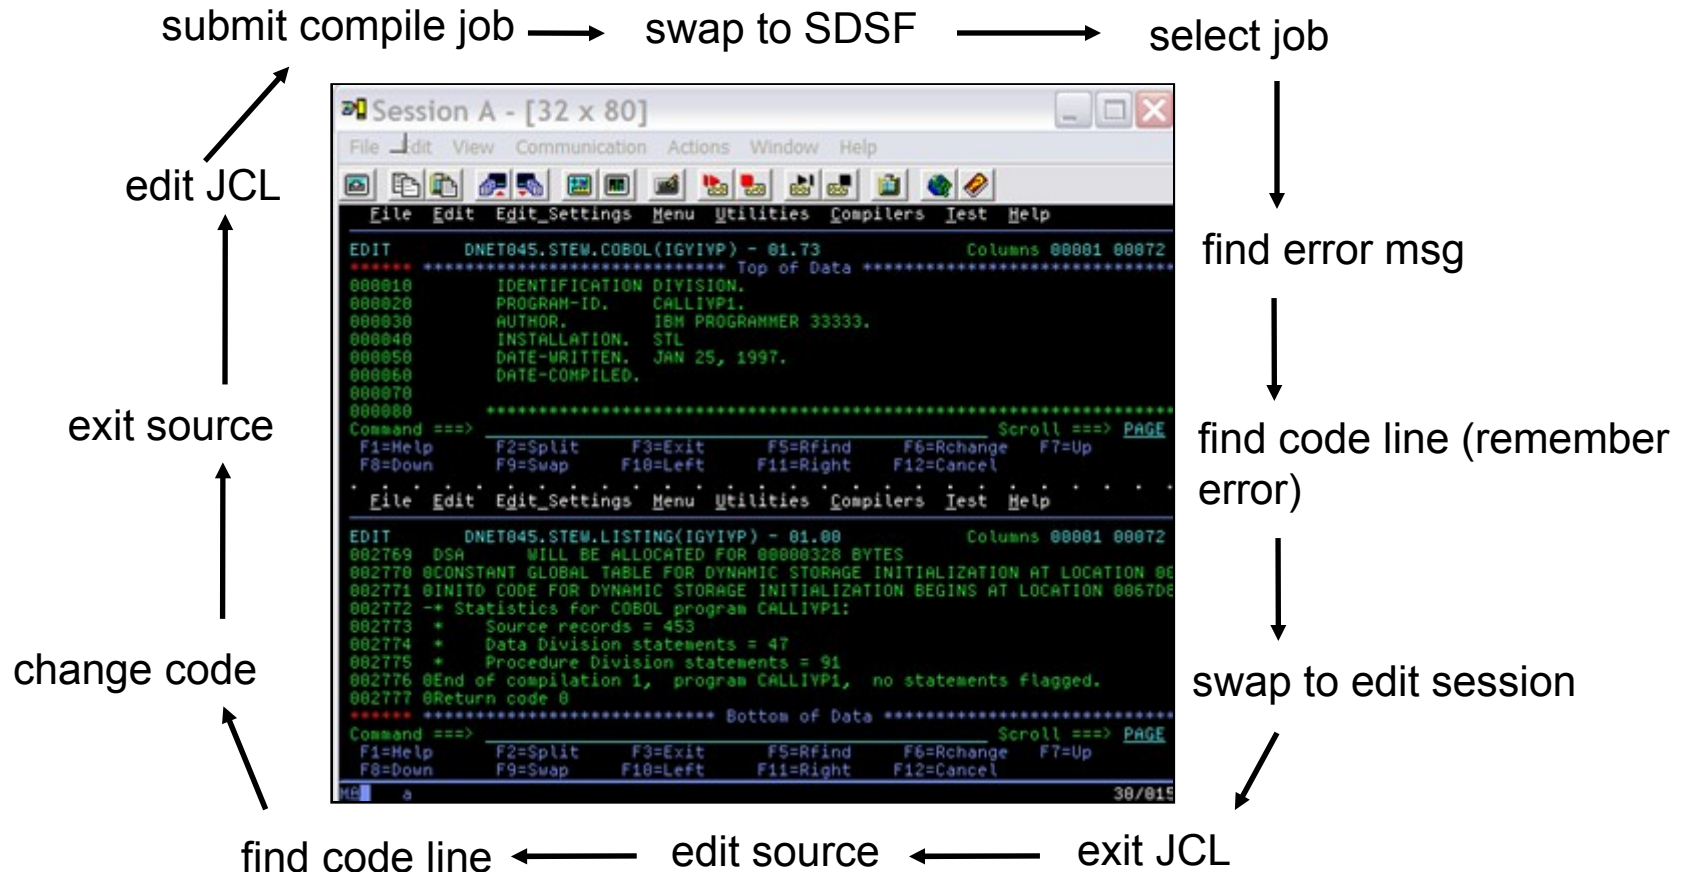 submit compile job
swap to SDSF
select job
find error msg
find code line (remember
error)
swap to edit session
exit JCL
edit source
find code line
change code
exit source
edit JCL
Session A - [32 x 80]
File Edit View Communication Actions Window Help
File Edit Edit_Settings Menu Utilities Compilers Test Help
EDIT DNET045.STEW.COBOL(IGYIVP) - 01.73 Columns 00001 00072
****** ***************************** Top of Data ******************************
000010 IDENTIFICATION DIVISION.
000020 PROGRAM-ID. CALLIVP1.
000030 AUTHOR. IBM PROGRAMMER 33333.
000040 INSTALLATION. STL
000050 DATE-WRITTEN. JAN 25, 1997.
000060 DATE-COMPILED.
000070
000080 ******************************************************************
Command ===> Scroll ===> PAGE
F1=Help F2=Split F3=Exit F5=Rfind F6=Rchange F7=Up
F8=Down F9=Swap F10=Left F11=Right F12=Cancel
File Edit Edit_Settings Menu Utilities Compilers Test Help
EDIT DNET045.STEW.LISTING(IGYIVP) - 01.00 Columns 00001 00072
002769 DSA WILL BE ALLOCATED FOR 00000328 BYTES
002770 0CONSTANT GLOBAL TABLE FOR DYNAMIC STORAGE INITIALIZATION AT LOCATION 00
002771 0INITD CODE FOR DYNAMIC STORAGE INITIALIZATION BEGINS AT LOCATION 0067D8
002772 -* Statistics for COBOL program CALLIVP1:
002773 * Source records = 453
002774 * Data Division statements = 47
002775 * Procedure Division statements = 91
002776 0End of compilation 1, program CALLIVP1, no statements flagged.
002777 0Return code 0
****** **************************** Bottom of Data ****************************
Command ===> Scroll ===> PAGE
F1=Help F2=Split F3=Exit F5=Rfind F6=Rchange F7=Up
F8=Down F9=Swap F10=Left F11=Right F12=Cancel
a 30/015